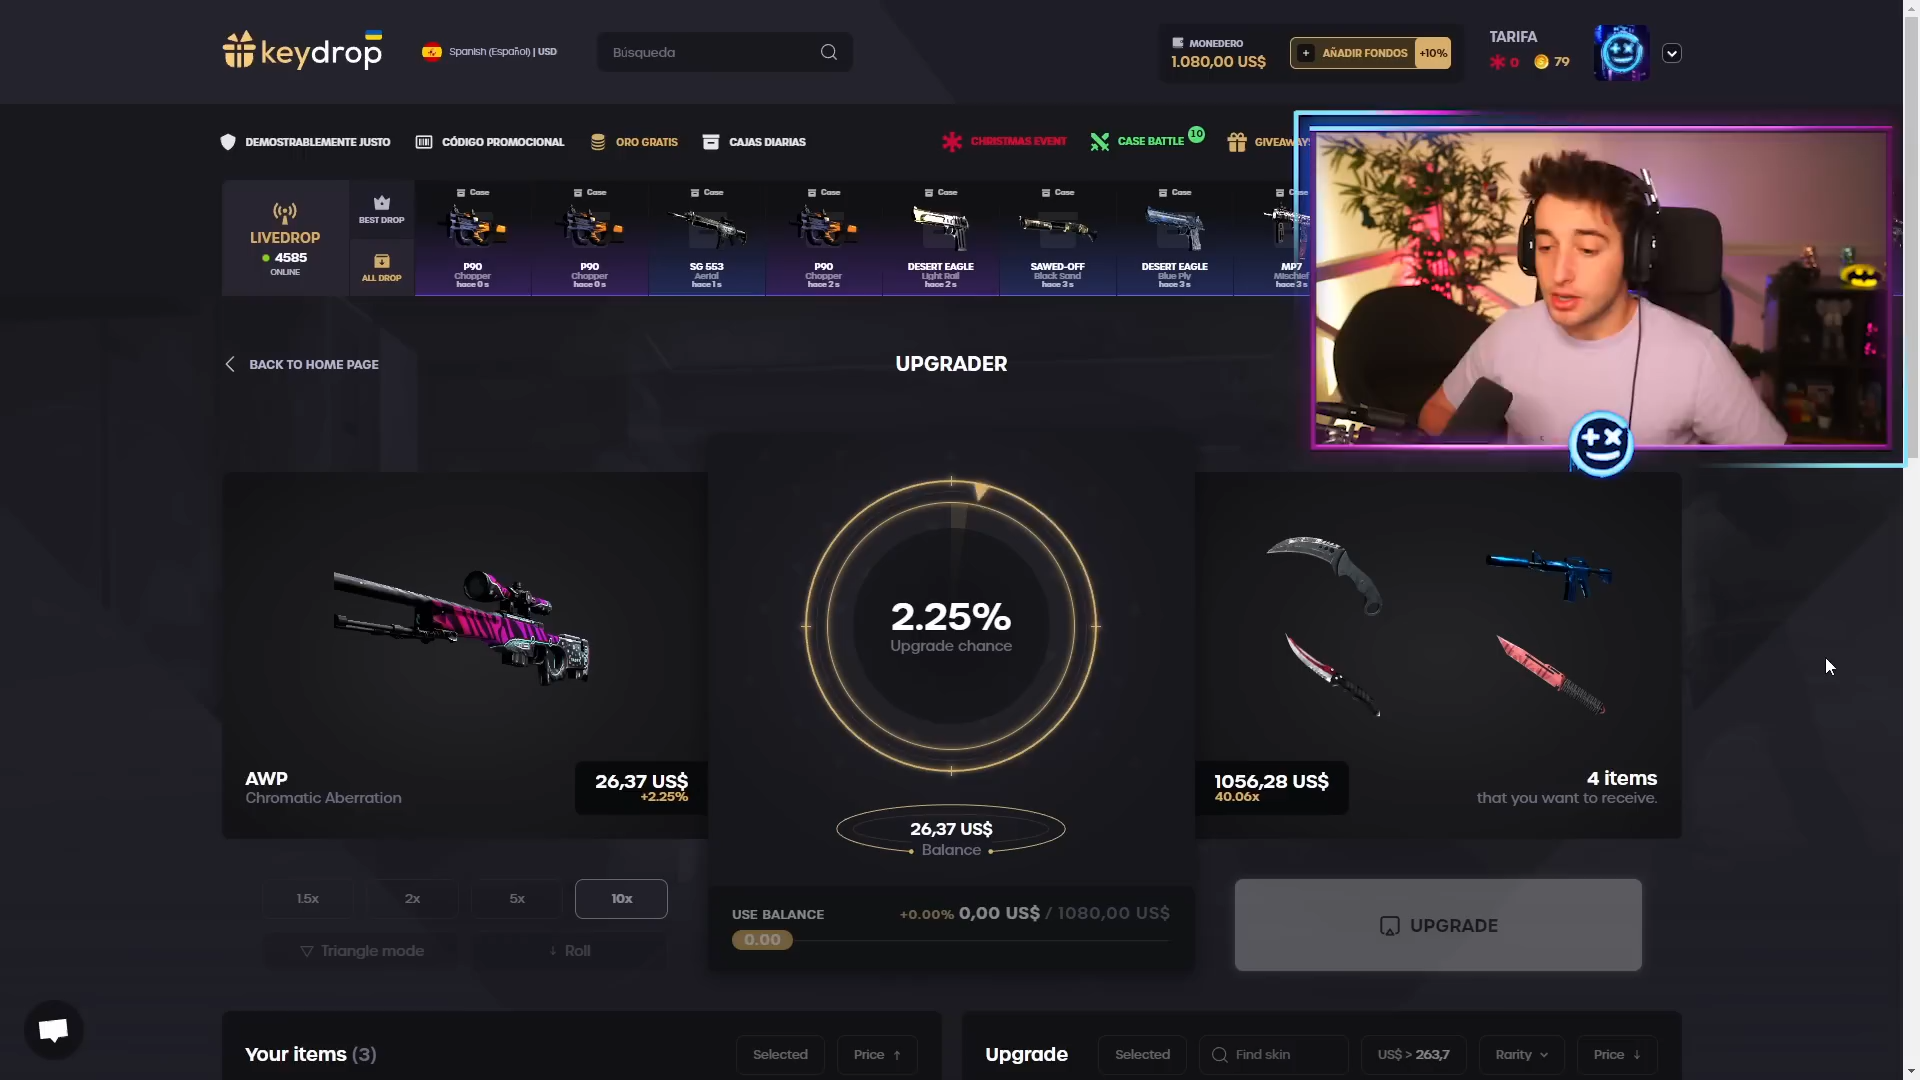 keydrop
Spanish (Español) | USD
Búsqueda
MONEDERO
1.080,00 US$
+ AÑADIR FONDOS +10%
TARIFA
0 79
DEMOSTRABLEMENTE JUSTO
CÓDIGO PROMOCIONAL
ORO GRATIS
CAJAS DIARIAS
CHRISTMAS EVENT
CASE BATTLE 10
GIVEAWAYS
LIVEDROP
4585
ONLINE
BEST DROP
ALL DROP
Case
P90
Chopper
hace 0 s
Case
P90
Chopper
hace 0 s
Case
SG 553
Aerial
hace 1 s
Case
P90
Chopper
hace 2 s
Case
DESERT EAGLE
Light Rail
hace 2 s
Case
SAWED-OFF
Black Sand
hace 3 s
Case
DESERT EAGLE
Blue Ply
hace 3 s
Case
MP7
Mischief
hace 3 s
BACK TO HOME PAGE
UPGRADER
2.25%
Upgrade chance
AWP
Chromatic Aberration
26,37 US$
+2.25%
26,37 US$
Balance
1056,28 US$
40.06x
4 items
that you want to receive.
1.5x
2x
5x
10x
Triangle mode
Roll
USE BALANCE
+0.00% 0,00 US$ / 1080,00 US$
0.00
UPGRADE
Your items (3)
Selected
Price ↑
Upgrade
Selected
Find skin
US$ > 263,7
Rarity
Price ↓